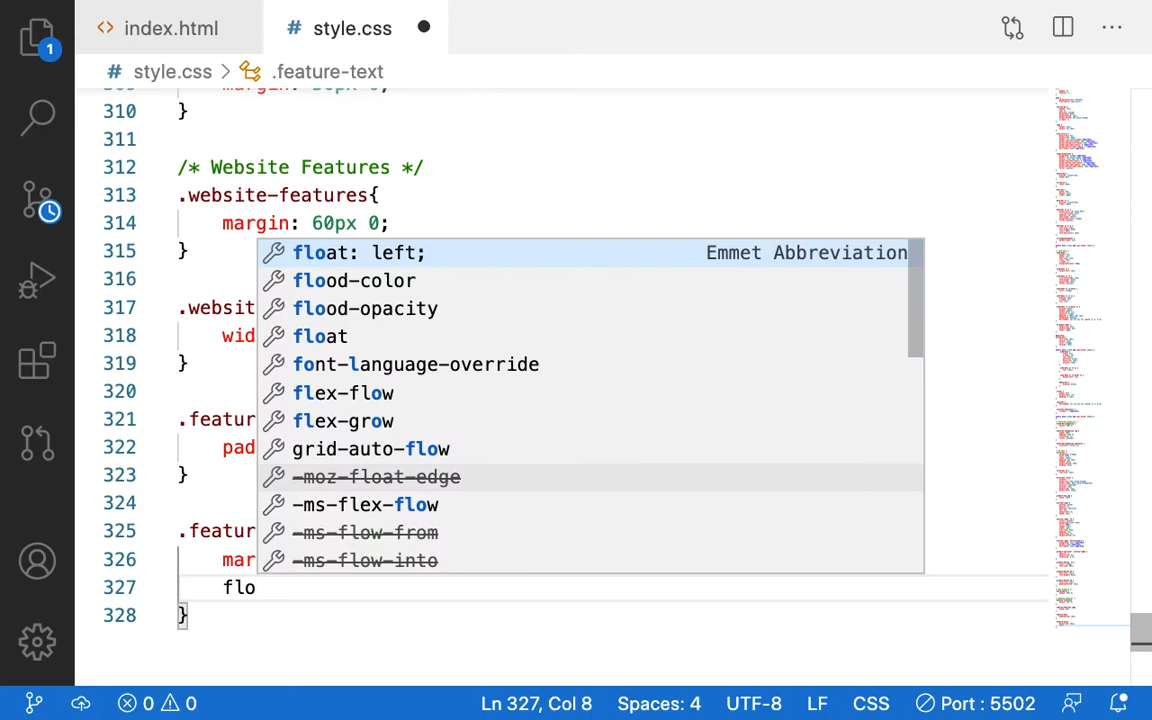 1
<> index.html
# style.css
# style.css > .feature-text
310 }
311
312 /* Website Features */
313 .website-features{
314 margin: 60px 0;
315 }
316
317 .websit
318 wid
319 }
320
321 .featur
322 pad
323 }
324
325 .featur
326 mar
327 flo
328 }
float: left; Emmet Abbreviation
flood-color
flood-opacity
float
font-language-override
flex-flow
flex-grow
grid-auto-flow
-moz-float-edge
-ms-flex-flow
-ms-flow-from
-ms-flow-into
0 0 Ln 327, Col 8 Spaces: 4 UTF-8 LF CSS Port : 5502